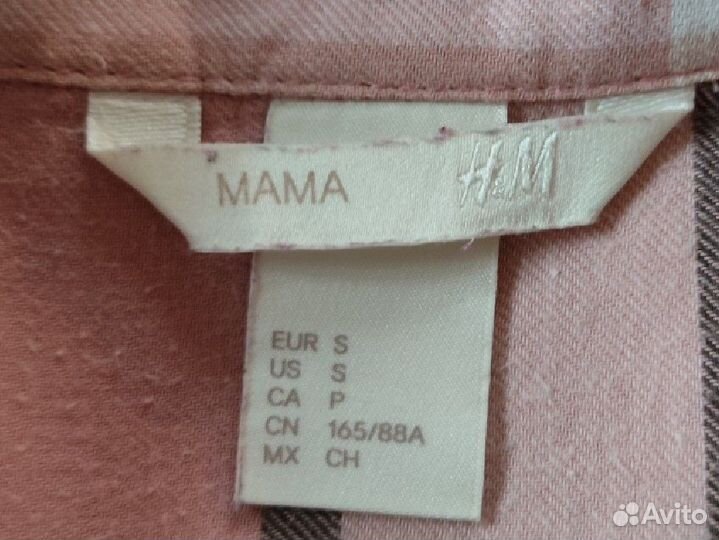 MAMA H&M
EUR S
US S
CA P
CN 165/88A
MX CH
Avito